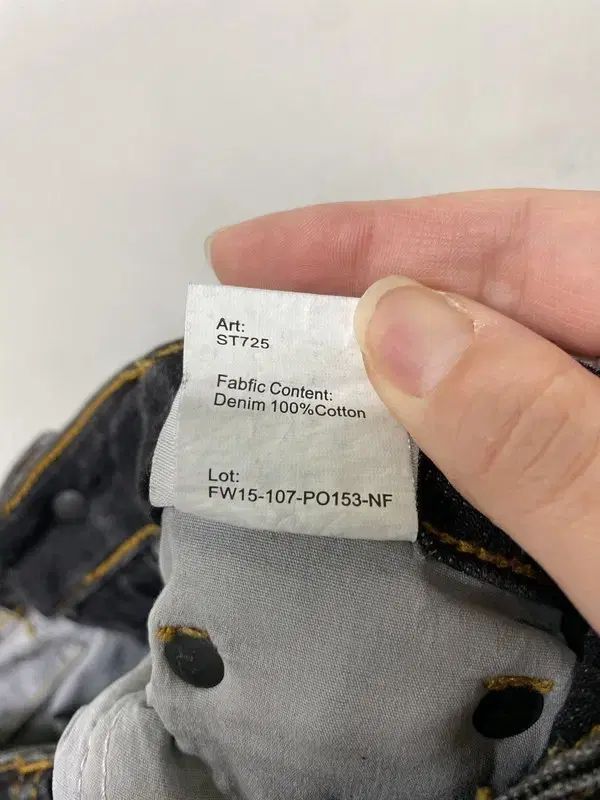 Art:
ST725
Fabfic Content:
Denim 100%Cotton
Lot:
FW15-107-PO153-NF